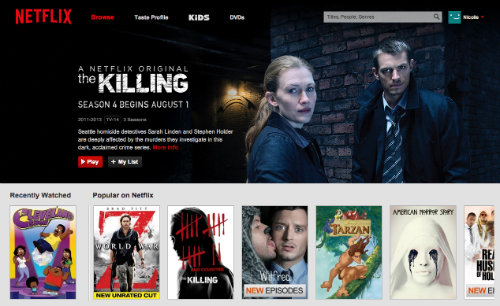 NETFLIX
Browse
Taste Profile
KIDS
DVDs
Titles, People, Genres
Nicolle
A NETFLIX ORIGINAL
the KILLING
SEASON 4 BEGINS AUGUST 1
2011-2013 TV-14 3 Seasons
Seattle homicide detectives Sarah Linden and Stephen Holder
are deeply affected by the murders they investigate in this
dark, acclaimed crime series. More Info
Play
+ My List
Recently Watched
Popular on Netflix
BRAD PITT
WORLD WAR
Z
NEW UNRATED CUT
the KILLING
Wilfred
NEW EPISODES
TARZAN
AMERICAN HORROR STORY
NEW EPISODES